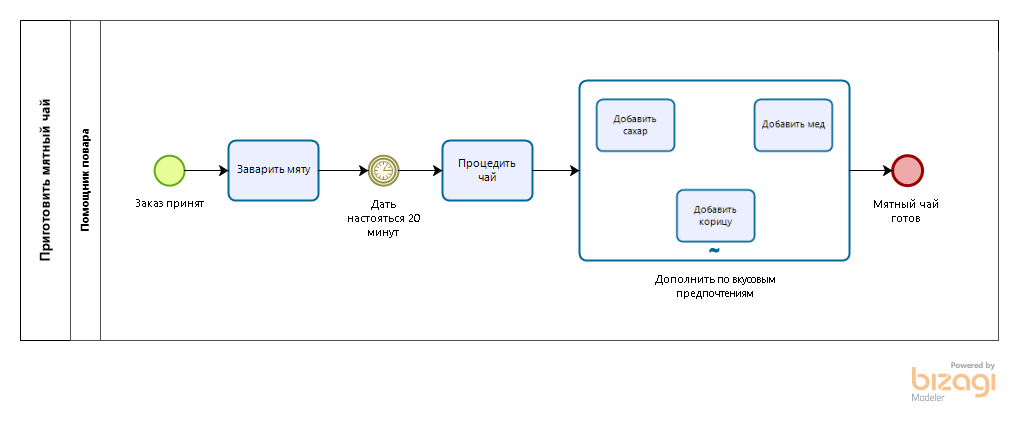 Приготовить мятный чай
Помощник повара
Заказ принят
Заварить мяту
Дать
настояться 20
минут
Процедить
чай
Добавить
сахар
Добавить мед
Добавить
корицу
Дополнить по вкусовым
предпочтениям
Мятный чай
готов
Powered by
bizagi
Modeler